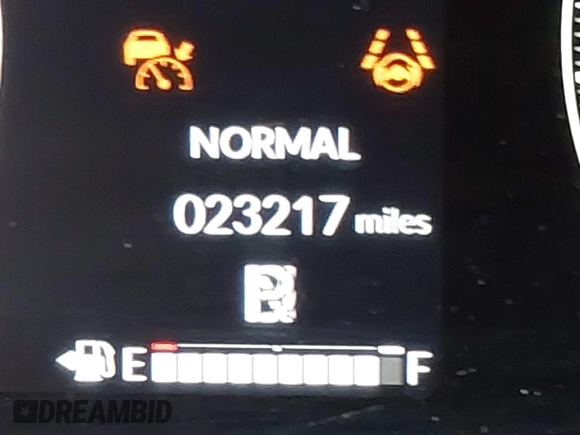 NORMAL
023217 miles
E F
DREAMBID